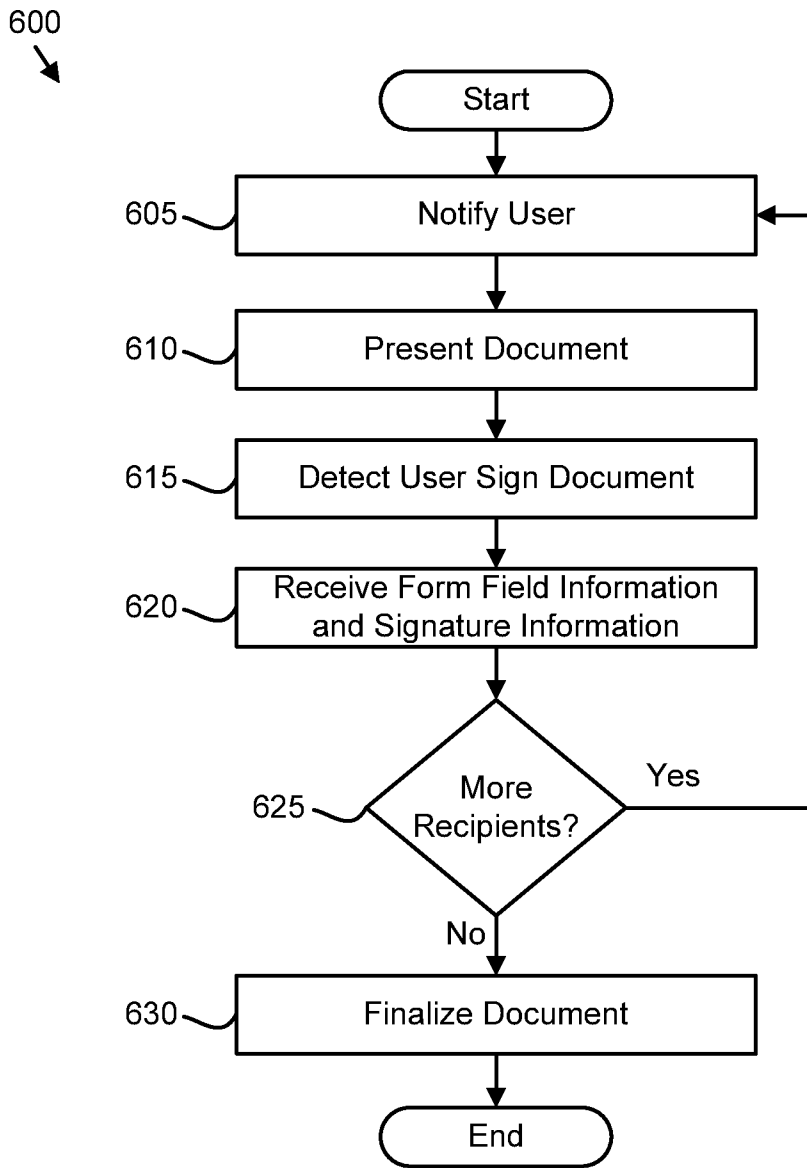 600
Start
605
Notify User
610
Present Document
615
Detect User Sign Document
620
Receive Form Field Information
and Signature Information
625
More
Recipients?
Yes
No
630
Finalize Document
End